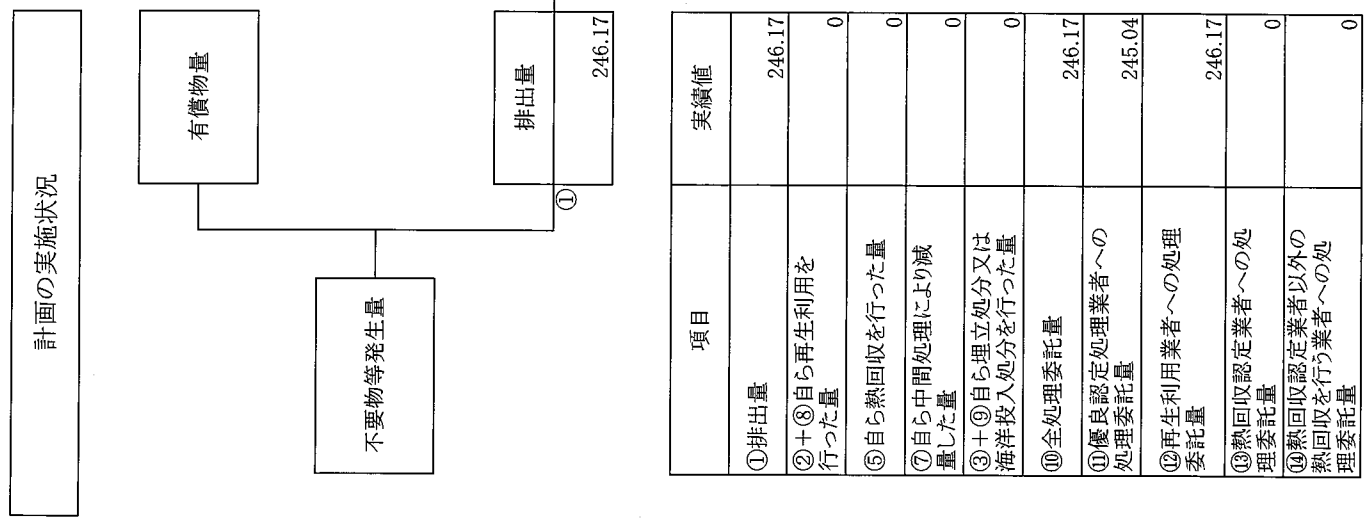 計画の実施状況
有償物量
不要物等発生量
排出量
①
246.17
項目 実績値
①排出量 246.17
②+⑧自ら再生利用を
行った量 0
⑤自ら熱回収を行った量 0
⑦自ら中間処理により減
量した量 0
③+⑨自ら埋立処分又は
海洋投入処分を行った量 0
⑩全処理委託量 246.17
⑪優良認定処理業者への
処理委託量 245.04
⑫再生利用業者への処理
委託量 246.17
⑬熱回収認定業者への処
理委託量 0
⑭熱回収認定業者以外の
熱回収を行う業者への処
理委託量 0